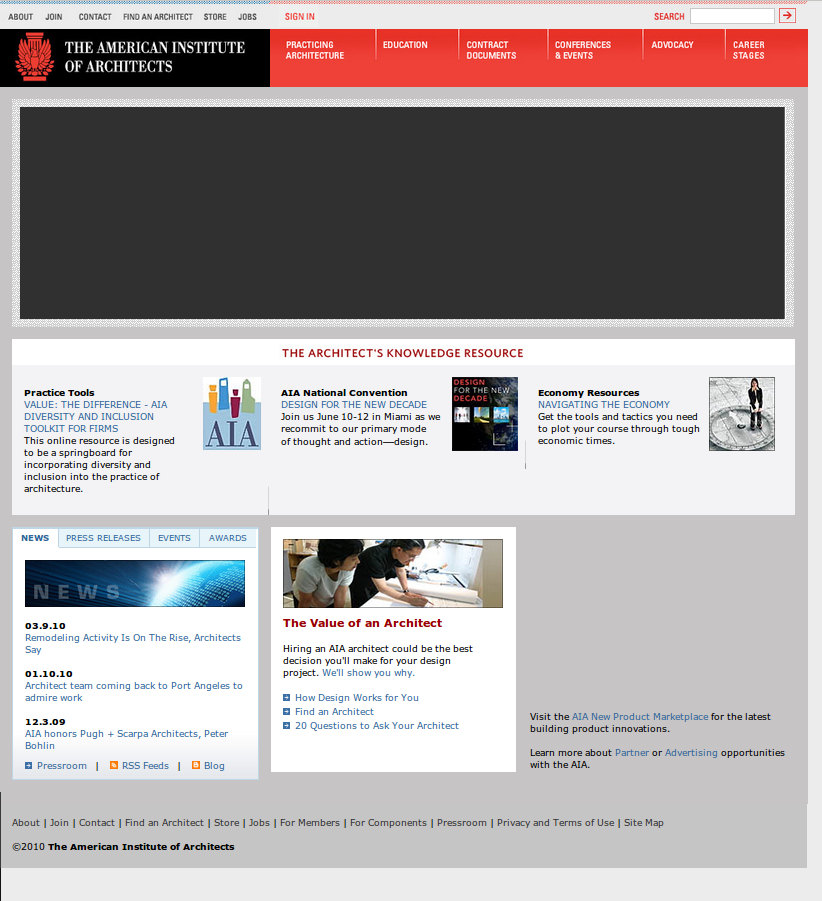 ABOUT JOIN CONTACT FIND AN ARCHITECT STORE JOBS SIGN IN SEARCH
THE AMERICAN INSTITUTE
OF ARCHITECTS
PRACTICING
ARCHITECTURE
EDUCATION
CONTRACT
DOCUMENTS
CONFERENCES
& EVENTS
ADVOCACY
CAREER
STAGES
THE ARCHITECT'S KNOWLEDGE RESOURCE
Practice Tools
VALUE: THE DIFFERENCE - AIA
DIVERSITY AND INCLUSION
TOOLKIT FOR FIRMS
This online resource is designed
to be a springboard for
incorporating diversity and
inclusion into the practice of
architecture.
AIA
AIA National Convention
DESIGN FOR THE NEW DECADE
Join us June 10-12 in Miami as we
recommit to our primary mode
of thought and action—design.
DESIGN
FOR THE NEW
DECADE
Economy Resources
NAVIGATING THE ECONOMY
Get the tools and tactics you need
to plot your course through tough
economic times.
NEWS PRESS RELEASES EVENTS AWARDS
NEWS
03.9.10
Remodeling Activity Is On The Rise, Architects
Say
01.10.10
Architect team coming back to Port Angeles to
admire work
12.3.09
AIA honors Pugh + Scarpa Architects, Peter
Bohlin
Pressroom | RSS Feeds | Blog
The Value of an Architect
Hiring an AIA architect could be the best
decision you'll make for your design
project. We'll show you why.
How Design Works for You
Find an Architect
20 Questions to Ask Your Architect
Visit the AIA New Product Marketplace for the latest
building product innovations.
Learn more about Partner or Advertising opportunities
with the AIA.
About | Join | Contact | Find an Architect | Store | Jobs | For Members | For Components | Pressroom | Privacy and Terms of Use | Site Map
©2010 The American Institute of Architects